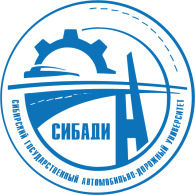 СИБАДИ
СИБИРСКИЙ ГОСУДАРСТВЕННЫЙ АВТОМОБИЛЬНО-ДОРОЖНЫЙ УНИВЕРСИТЕТ